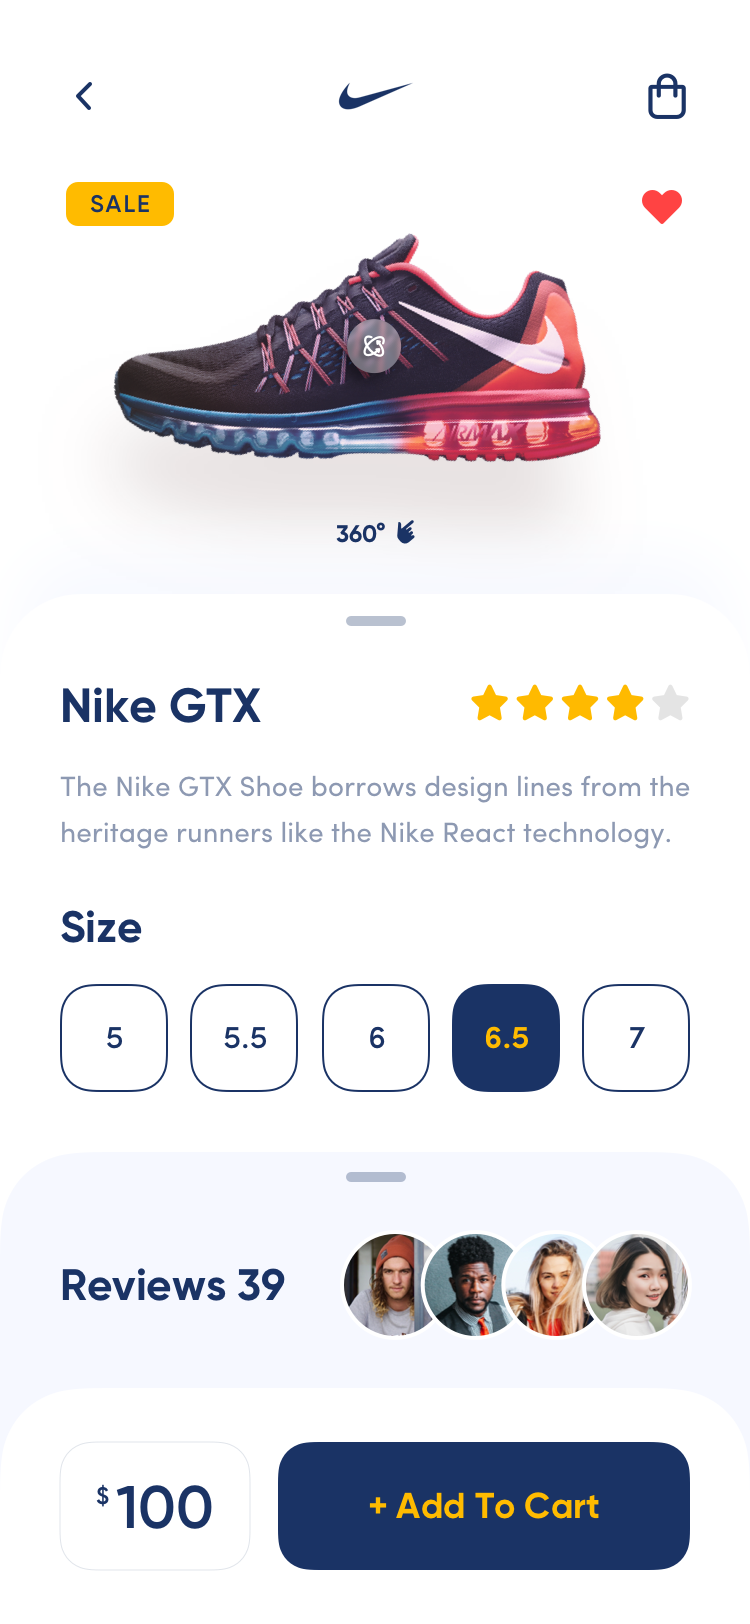 SALE
360°
Nike GTX
The Nike GTX Shoe borrows design lines from the
heritage runners like the Nike React technology.
Size
5
5.5
6
6.5
7
Reviews 39
$100
+ Add To Cart